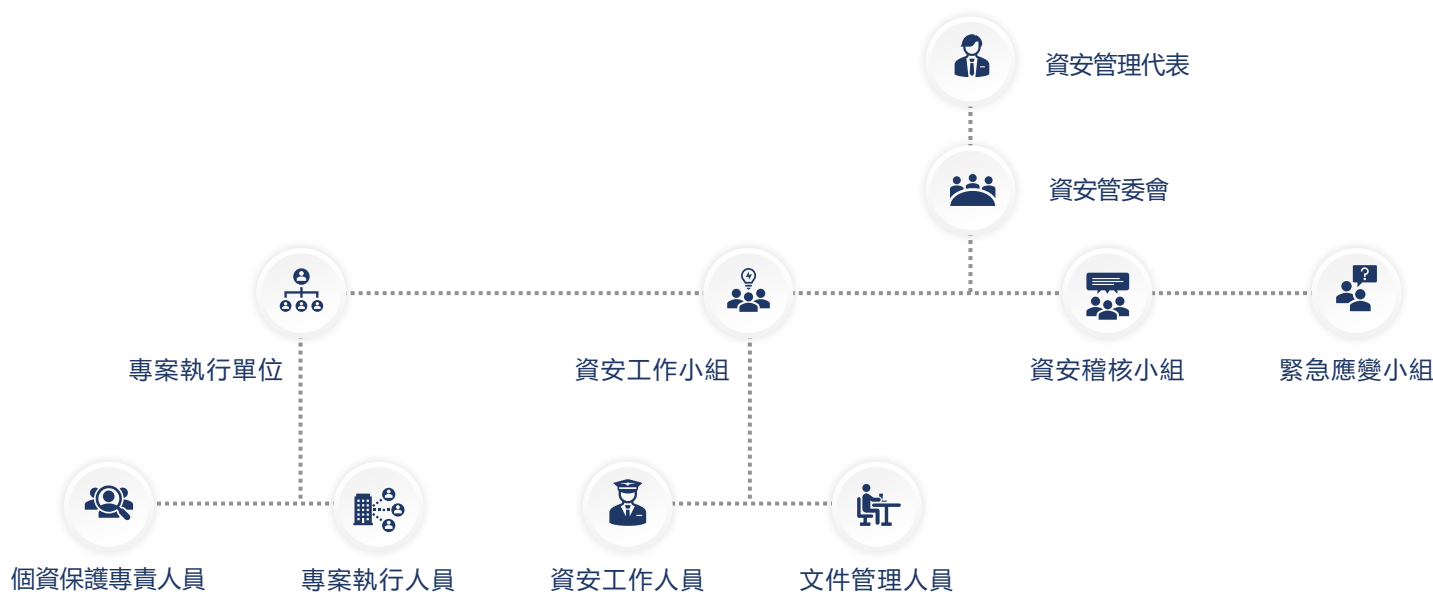 資安管理代表
資安管委會
專案執行單位
資安工作小組
資安稽核小組
緊急應變小組
個資保護專責人員
專案執行人員
資安工作人員
文件管理人員